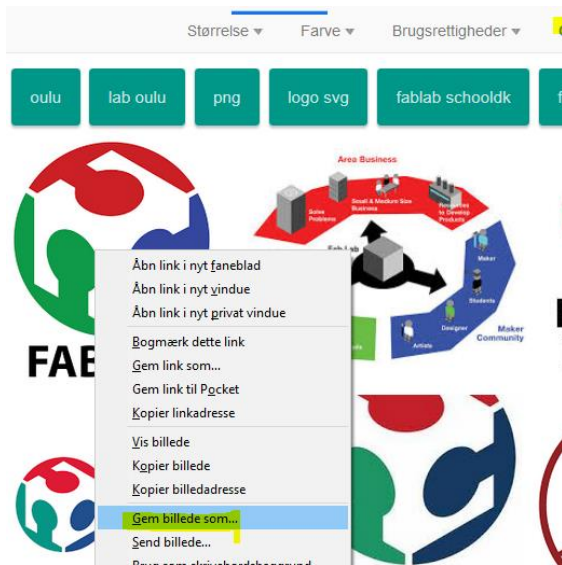 Størrelse Farve Brugsrettigheder
oulu lab oulu png logo svg fablab schooldk
Area Business
Sales
Problems
Small & Medium Size
Business
Resources
to Develop
Products
Fab Lab
Maker
Students
Designer
Artists
Maker
Community
FAB
Åbn link i nyt faneblad
Åbn link i nyt vindue
Åbn link i nyt privat vindue
Bogmærk dette link
Gem link som...
Gem link til Pocket
Kopier linkadresse
Vis billede
Kopier billede
Kopier billedadresse
Gem billede som...
Send billede...
Brug som skrivebordsbaggrund